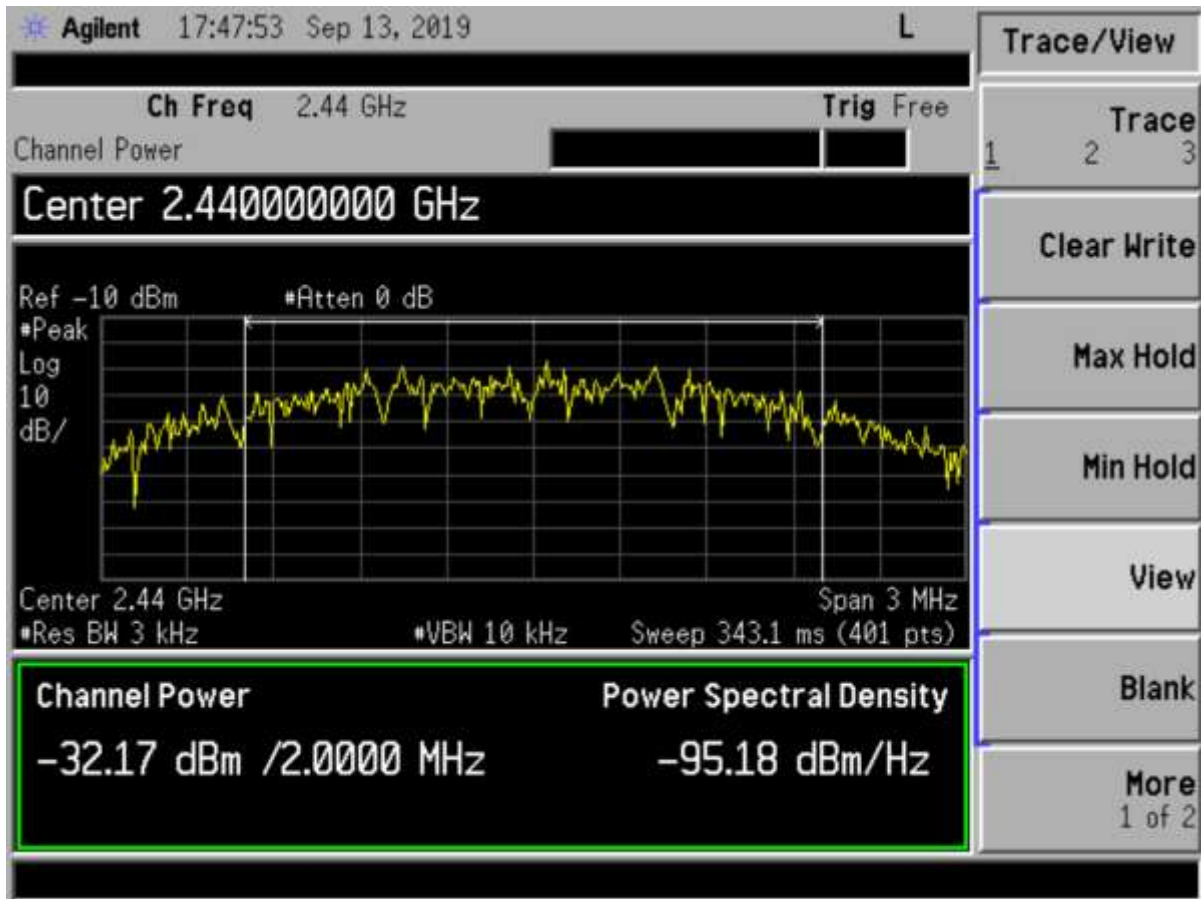 Agilent 17:47:53 Sep 13, 2019 L
Ch Freq 2.44 GHz Trig Free
Channel Power
Center 2.440000000 GHz
Ref -10 dBm #Atten 0 dB
#Peak
Log
10
dB/
Center 2.44 GHz Span 3 MHz
#Res BW 3 kHz #VBW 10 kHz Sweep 343.1 ms (401 pts)
Channel Power Power Spectral Density
-32.17 dBm /2.0000 MHz -95.18 dBm/Hz
Trace/View
Trace
1 2 3
Clear Write
Max Hold
Min Hold
View
Blank
More
1 of 2